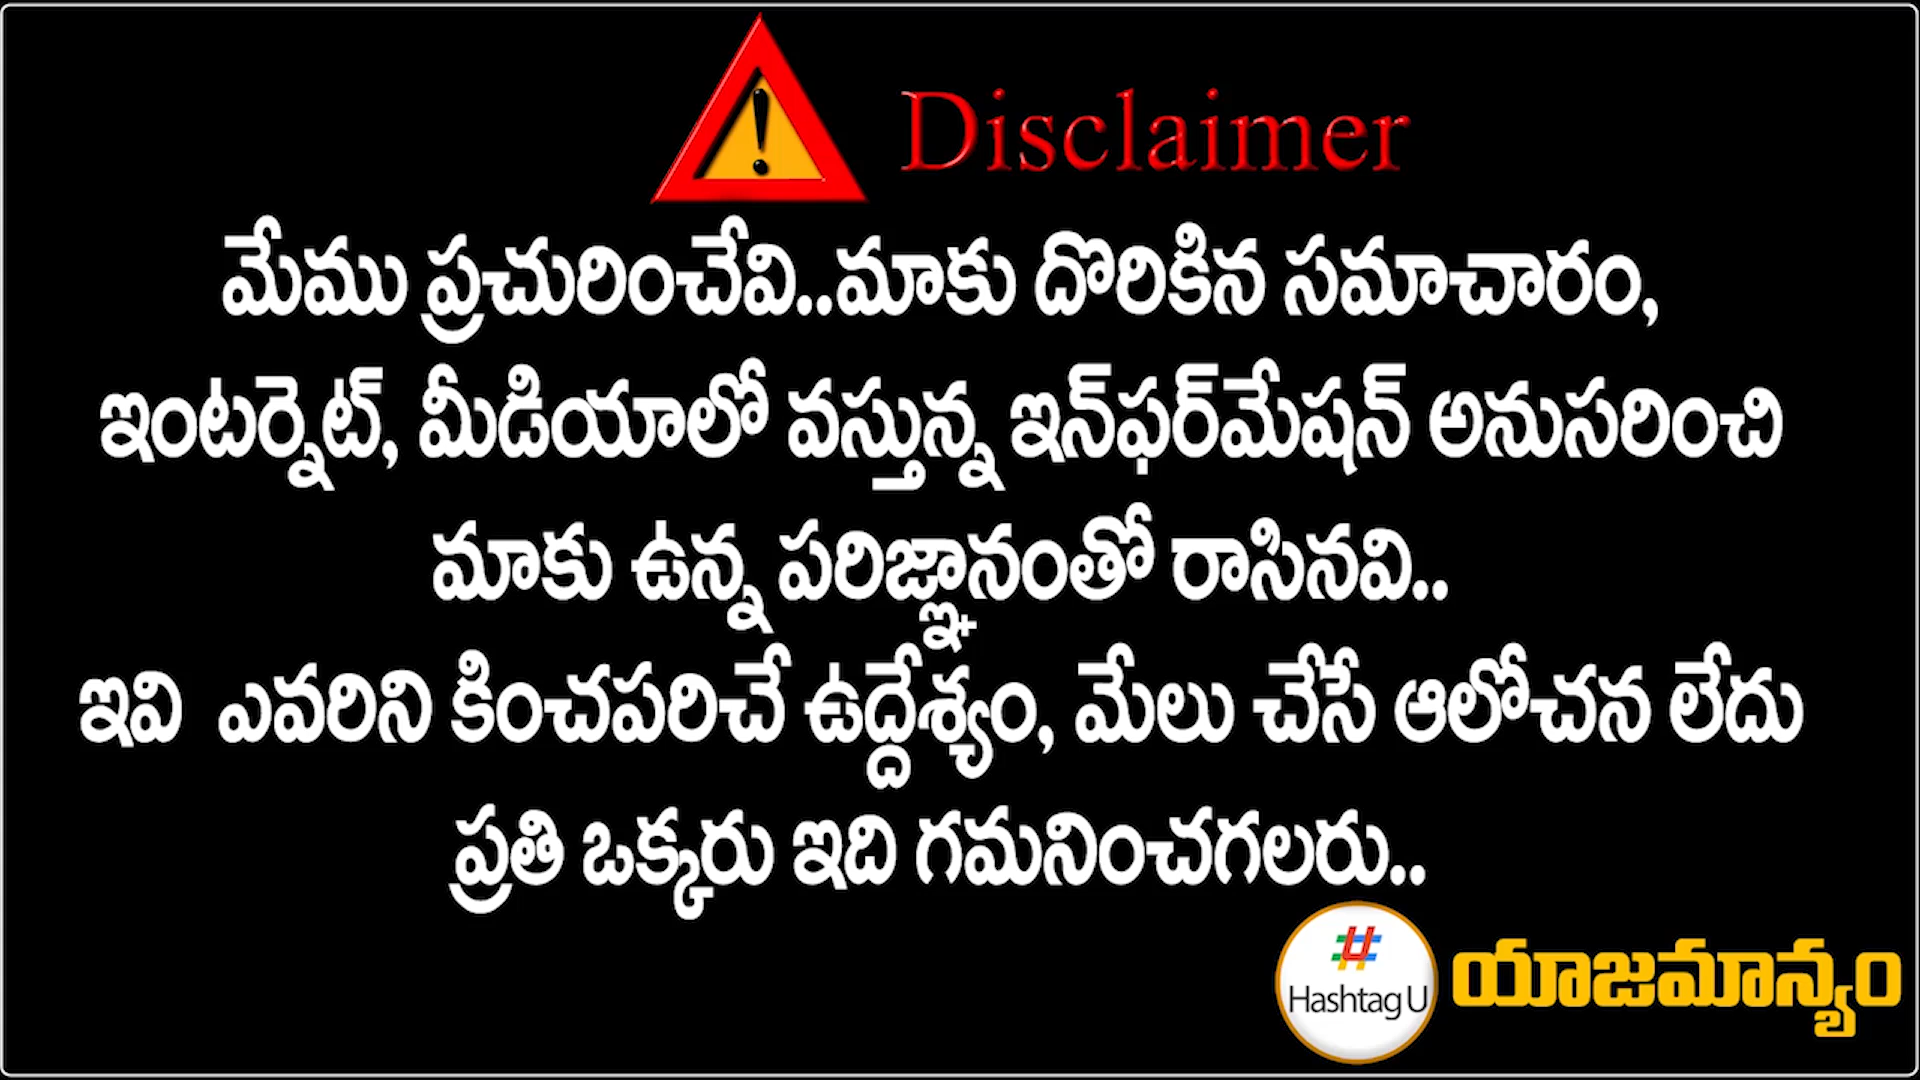 Disclaimer
మేము ప్రచురించేవి..మాకు దొరికిన సమాచారం,
ఇంటర్నెట్, మీడియాలో వస్తున్న ఇన్‌ఫర్‌మేషన్ అనుసరించి
మాకు ఉన్న పరిజ్ఞానంతో రాసినవి..
ఇవి ఎవరిని కించపరిచే ఉద్దేశ్యం, మేలు చేసే ఆలోచన లేదు
ప్రతి ఒక్కరు ఇది గమనించగలరు..
Hashtag U
యాజమాన్యం